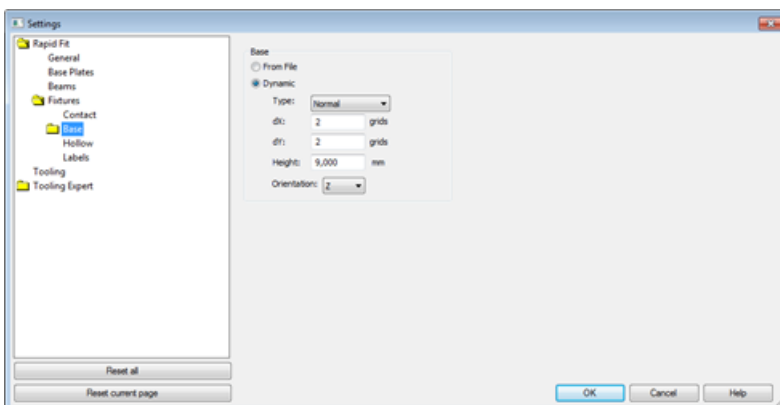 Settings
Rapid Fit
General
Base Plates
Beams
Fixtures
Contact
Base
Hollow
Labels
Tooling
Tooling Expert
Reset all
Reset current page
Base
From File
Dynamic
Type: Normal
dX: 2 grids
dY: 2 grids
Height: 9,000 mm
Orientation: Z
OK Cancel Help